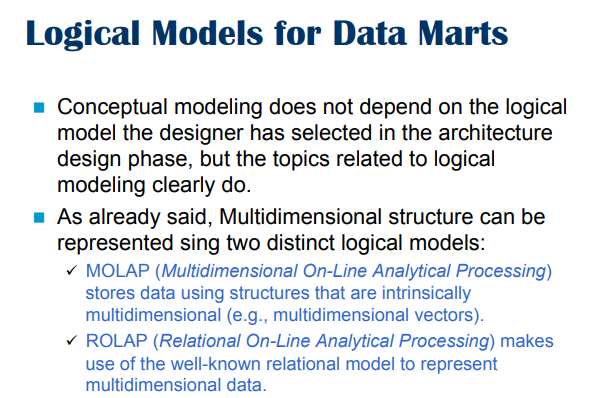 Logical Models for Data Marts
Conceptual modeling does not depend on the logical
model the designer has selected in the architecture
design phase, but the topics related to logical
modeling clearly do.
As already said, Multidimensional structure can be
represented sing two distinct logical models:
✓ MOLAP (Multidimensional On-Line Analytical Processing)
stores data using structures that are intrinsically
multidimensional (e.g., multidimensional vectors).
✓ ROLAP (Relational On-Line Analytical Processing) makes
use of the well-known relational model to represent
multidimensional data.